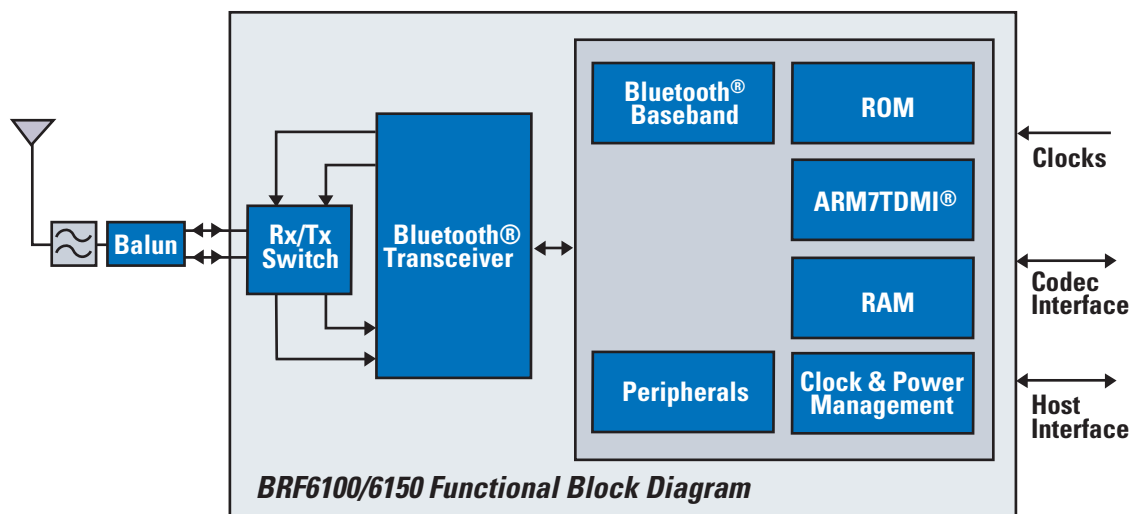 Bluetooth®
Baseband
ROM
Clocks
ARM7TDMI®
Balun
Rx/Tx
Switch
Bluetooth®
Transceiver
RAM
Codec
Interface
Peripherals
Clock & Power
Management
Host
Interface
BRF6100/6150 Functional Block Diagram